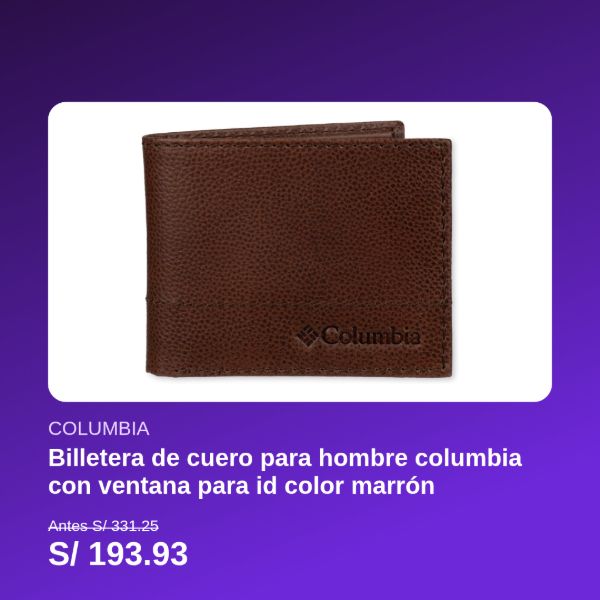 Columbia
COLUMBIA
Billetera de cuero para hombre columbia
con ventana para id color marrón
Antes S/ 331.25
S/ 193.93